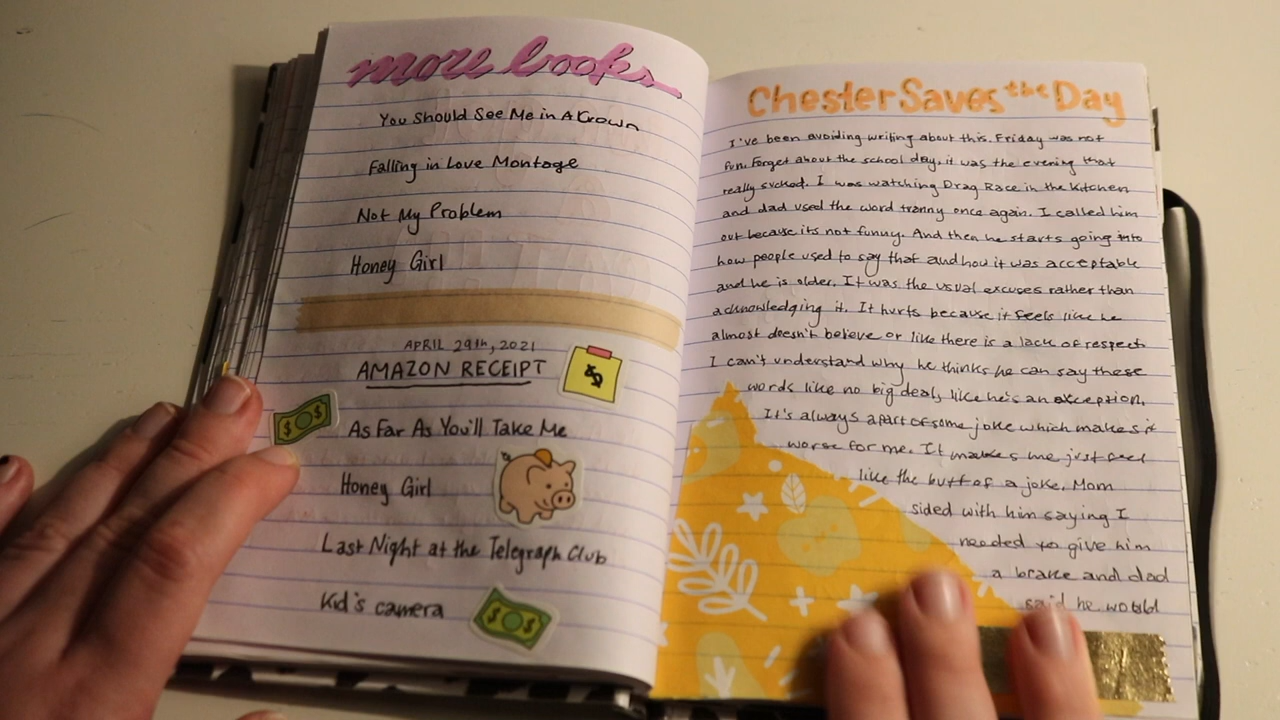 more books
You Should See Me in A Crown
Falling in Love Montage
Not My Problem
Honey Girl
APRIL 29th, 2021
AMAZON RECEIPT
$
As Far As You'll Take Me
Honey Girl
Last Night at the Telegraph Club
Kid's camera
Chester Saves the Day
I've been avoiding writing about this. Friday was not
fun. Forget about the school day, it was the evening that
really sucked. I was watching Drag Race in the kitchen
and dad used the word tranny once again. I called him
out because its not funny. And then he starts going into
how people used to say that and how it was acceptable
and he is older. It was the usual excuses rather than
acknowledging it. It hurts because it feels like he
almost doesn't believe or like there is a lack of respect.
I can't understand why he thinks he can say these
words like no big deal, like he's an exception.
It's always apart of some joke which makes it
worse for me. It makes me just feel
like the butt of a joke. Mom
sided with him saying I
needed to give him
a brake and dad
said he would